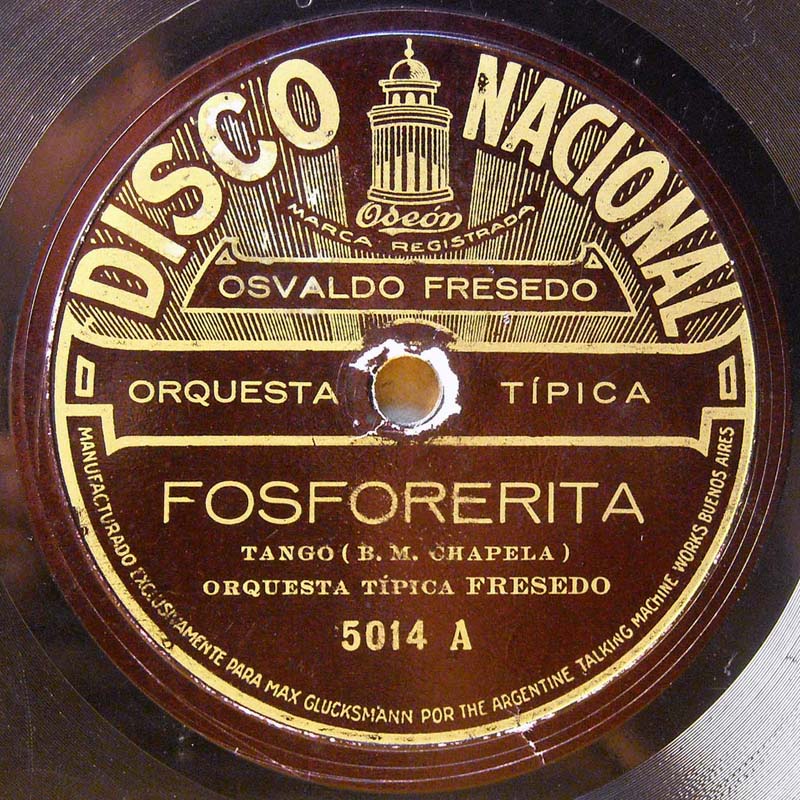 DISCO NACIONAL
Odeón
MARCA REGISTRADA
OSVALDO FRESEDO
ORQUESTA TÍPICA
FOSFORERITA
TANGO (B. M. CHAPELA)
ORQUESTA TÍPICA FRESEDO
5014 A
MANUFACTURADO EXCLUSIVAMENTE PARA MAX GLUCKSMANN POR THE ARGENTINE TALKING MACHINE WORKS BUENOS AIRES